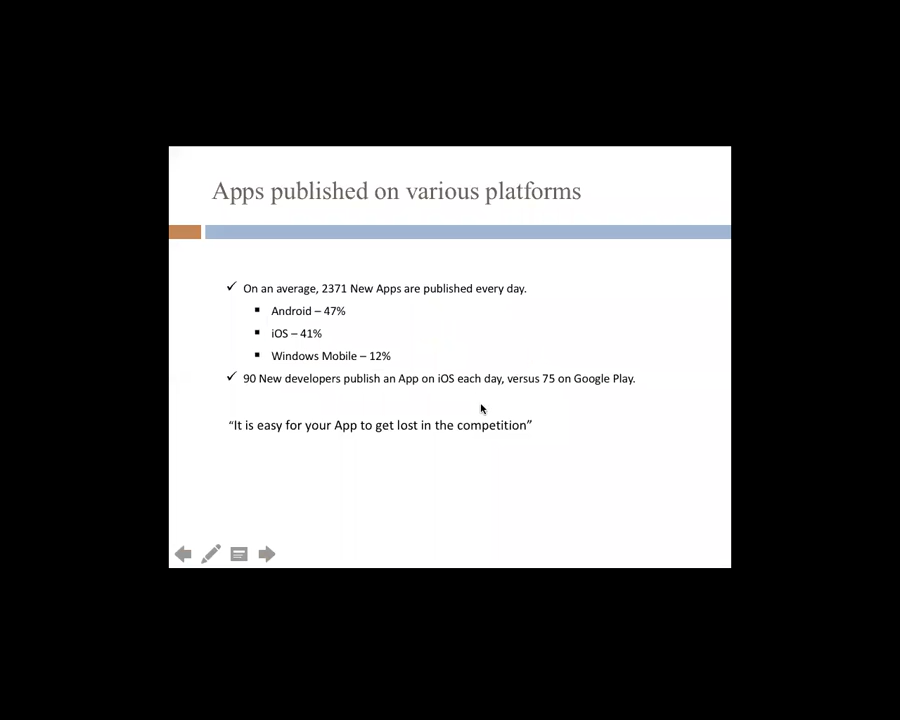 Apps published on various platforms
✓ On an average, 2371 New Apps are published every day.
▪ Android – 47%
▪ iOS – 41%
▪ Windows Mobile – 12%
✓ 90 New developers publish an App on iOS each day, versus 75 on Google Play.
“It is easy for your App to get lost in the competition”